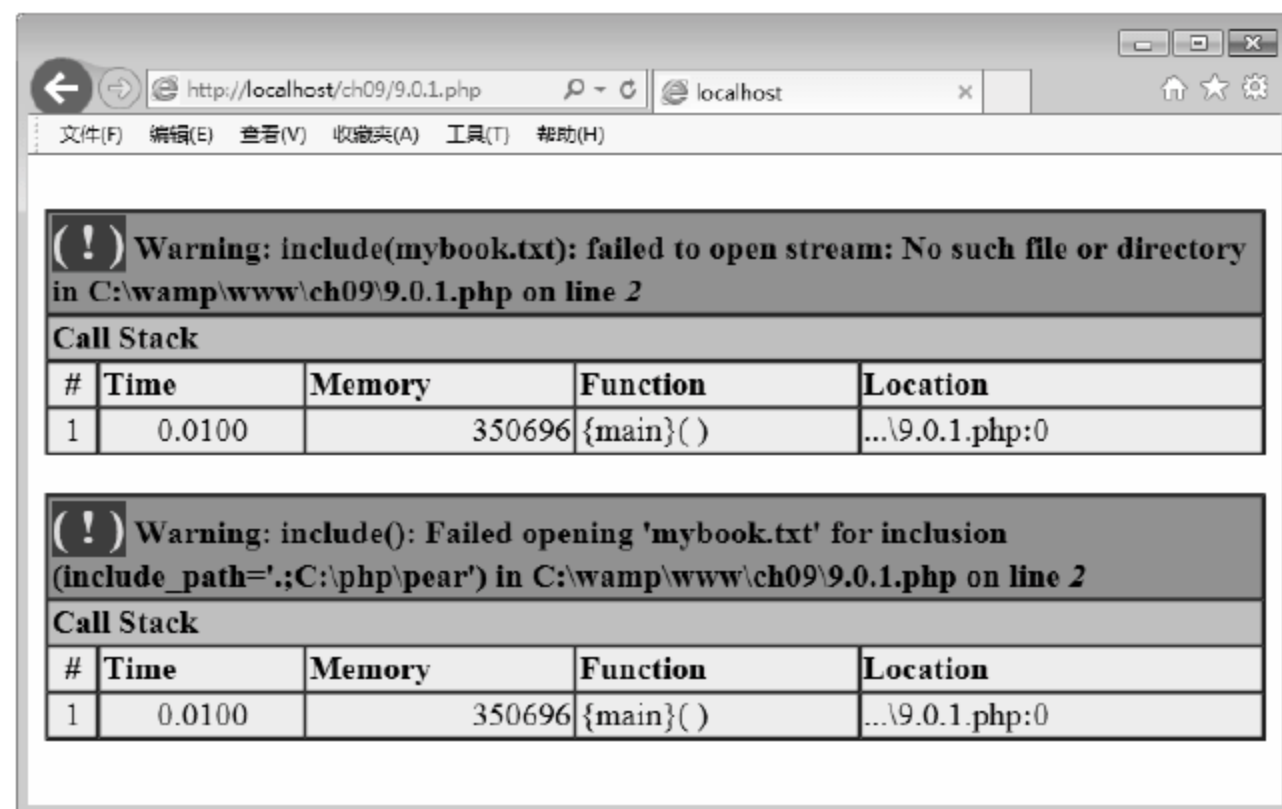 http://localhost/ch09/9.0.1.php
localhost
文件(F) 编辑(E) 查看(V) 收藏夹(A) 工具(T) 帮助(H)
(!) Warning: include(mybook.txt): failed to open stream: No such file or directory
in C:\wamp\www\ch09\9.0.1.php on line 2
Call Stack
# Time Memory Function Location
1 0.0100 350696 {main}( ) ...\9.0.1.php:0
(!) Warning: include(): Failed opening 'mybook.txt' for inclusion
(include_path='.;C:\php\pear') in C:\wamp\www\ch09\9.0.1.php on line 2
Call Stack
# Time Memory Function Location
1 0.0100 350696 {main}( ) ...\9.0.1.php:0